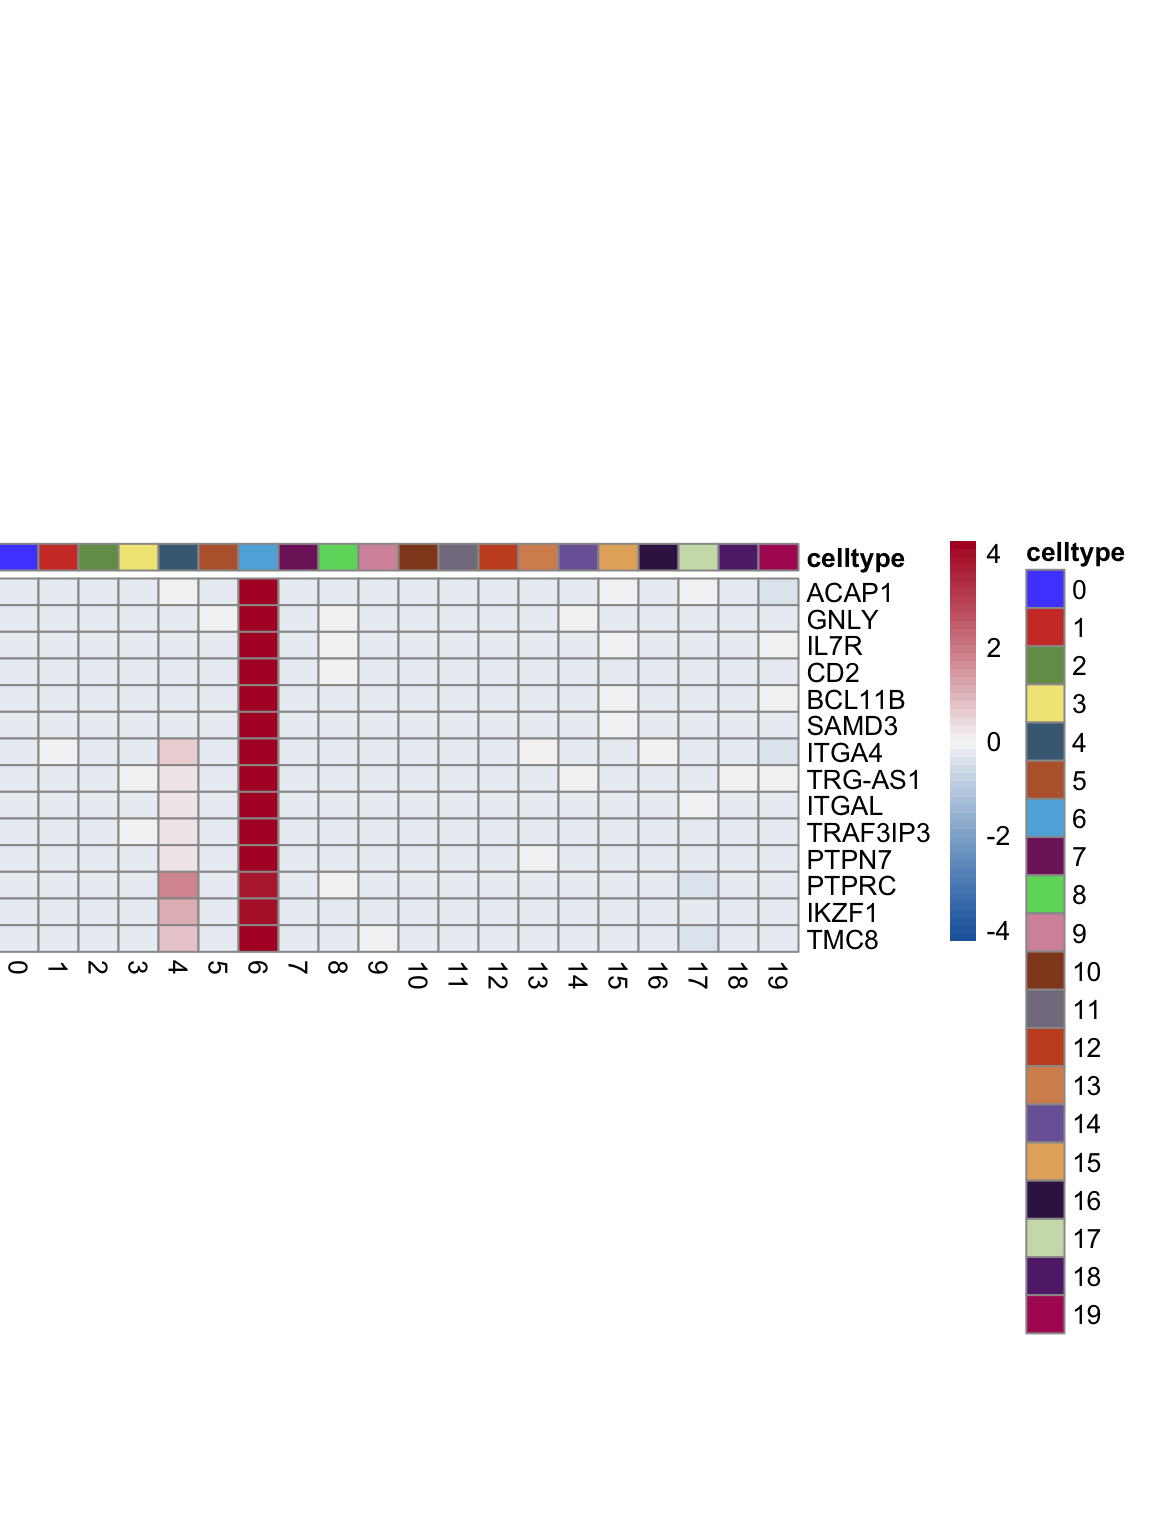 celltype
ACAP1
GNLY
IL7R
CD2
BCL11B
SAMD3
ITGA4
TRG-AS1
ITGAL
TRAF3IP3
PTPN7
PTPRC
IKZF1
TMC8
0 1 2 3 4 5 6 7 8 9 10 11 12 13 14 15 16 17 18 19
4
2
0
-2
-4
celltype
0
1
2
3
4
5
6
7
8
9
10
11
12
13
14
15
16
17
18
19